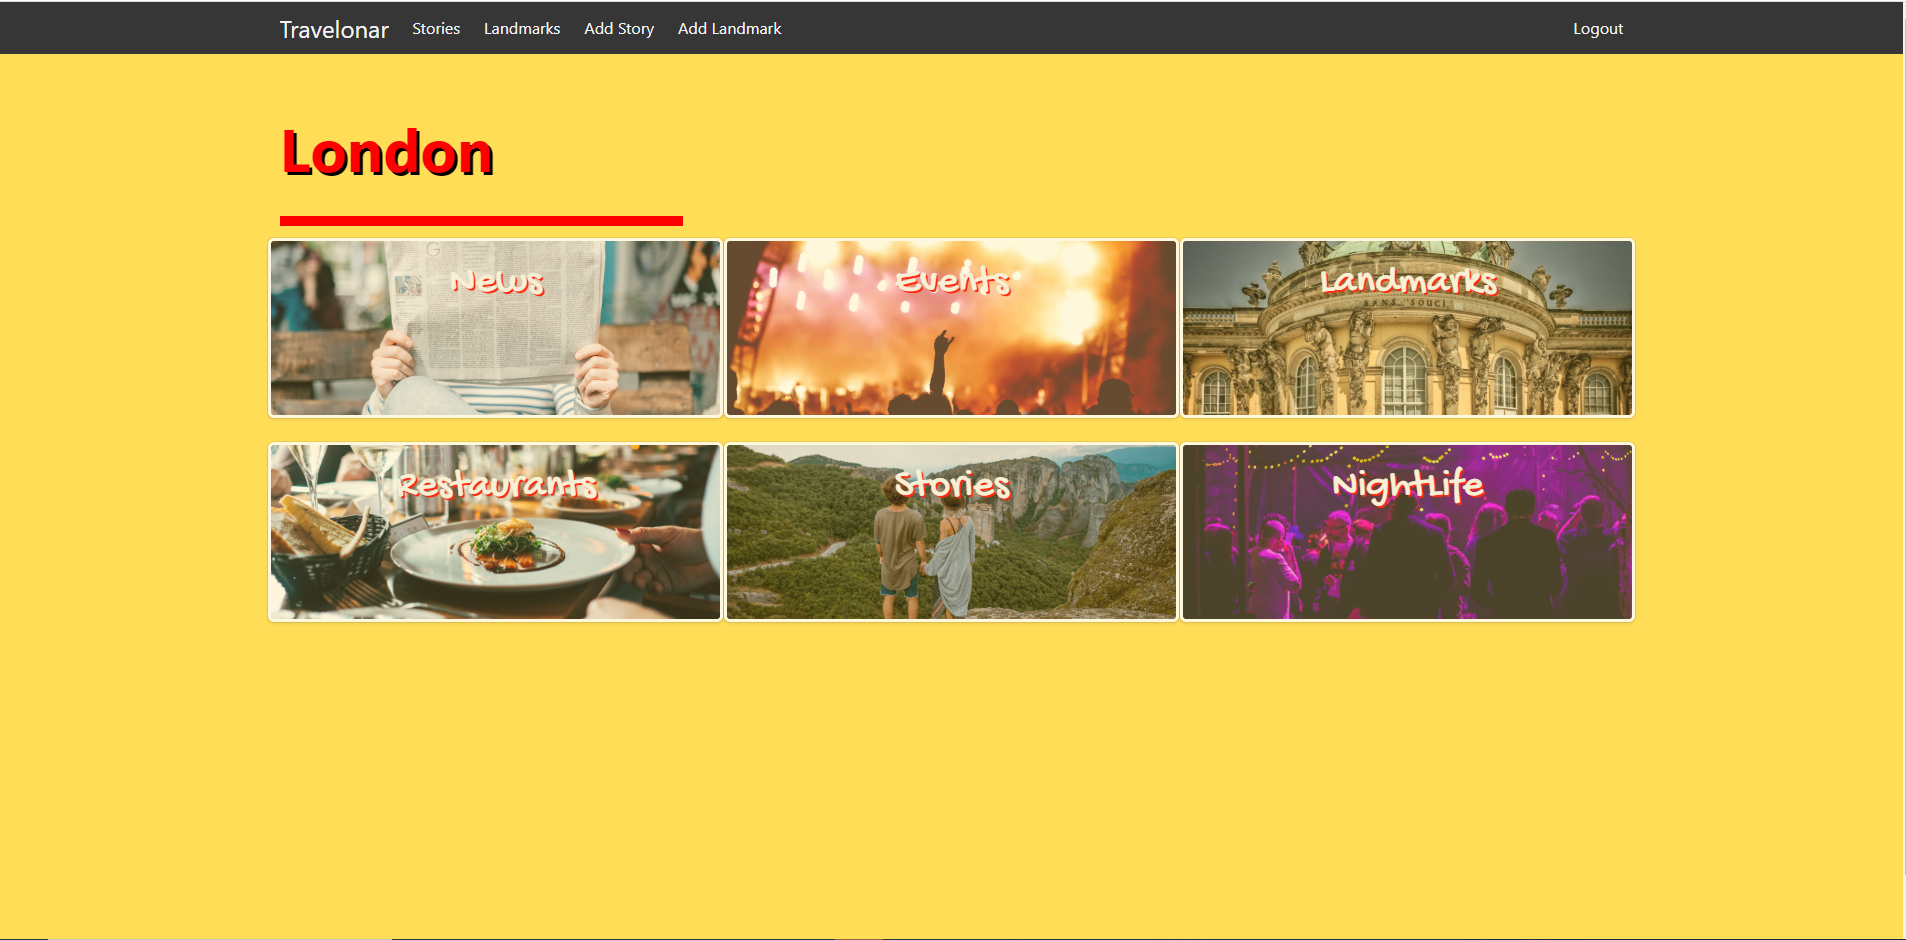 Travelonar Stories Landmarks Add Story Add Landmark Logout
London
News Events Landmarks
SANS SOUCI.
Restaurants Stories NightLife